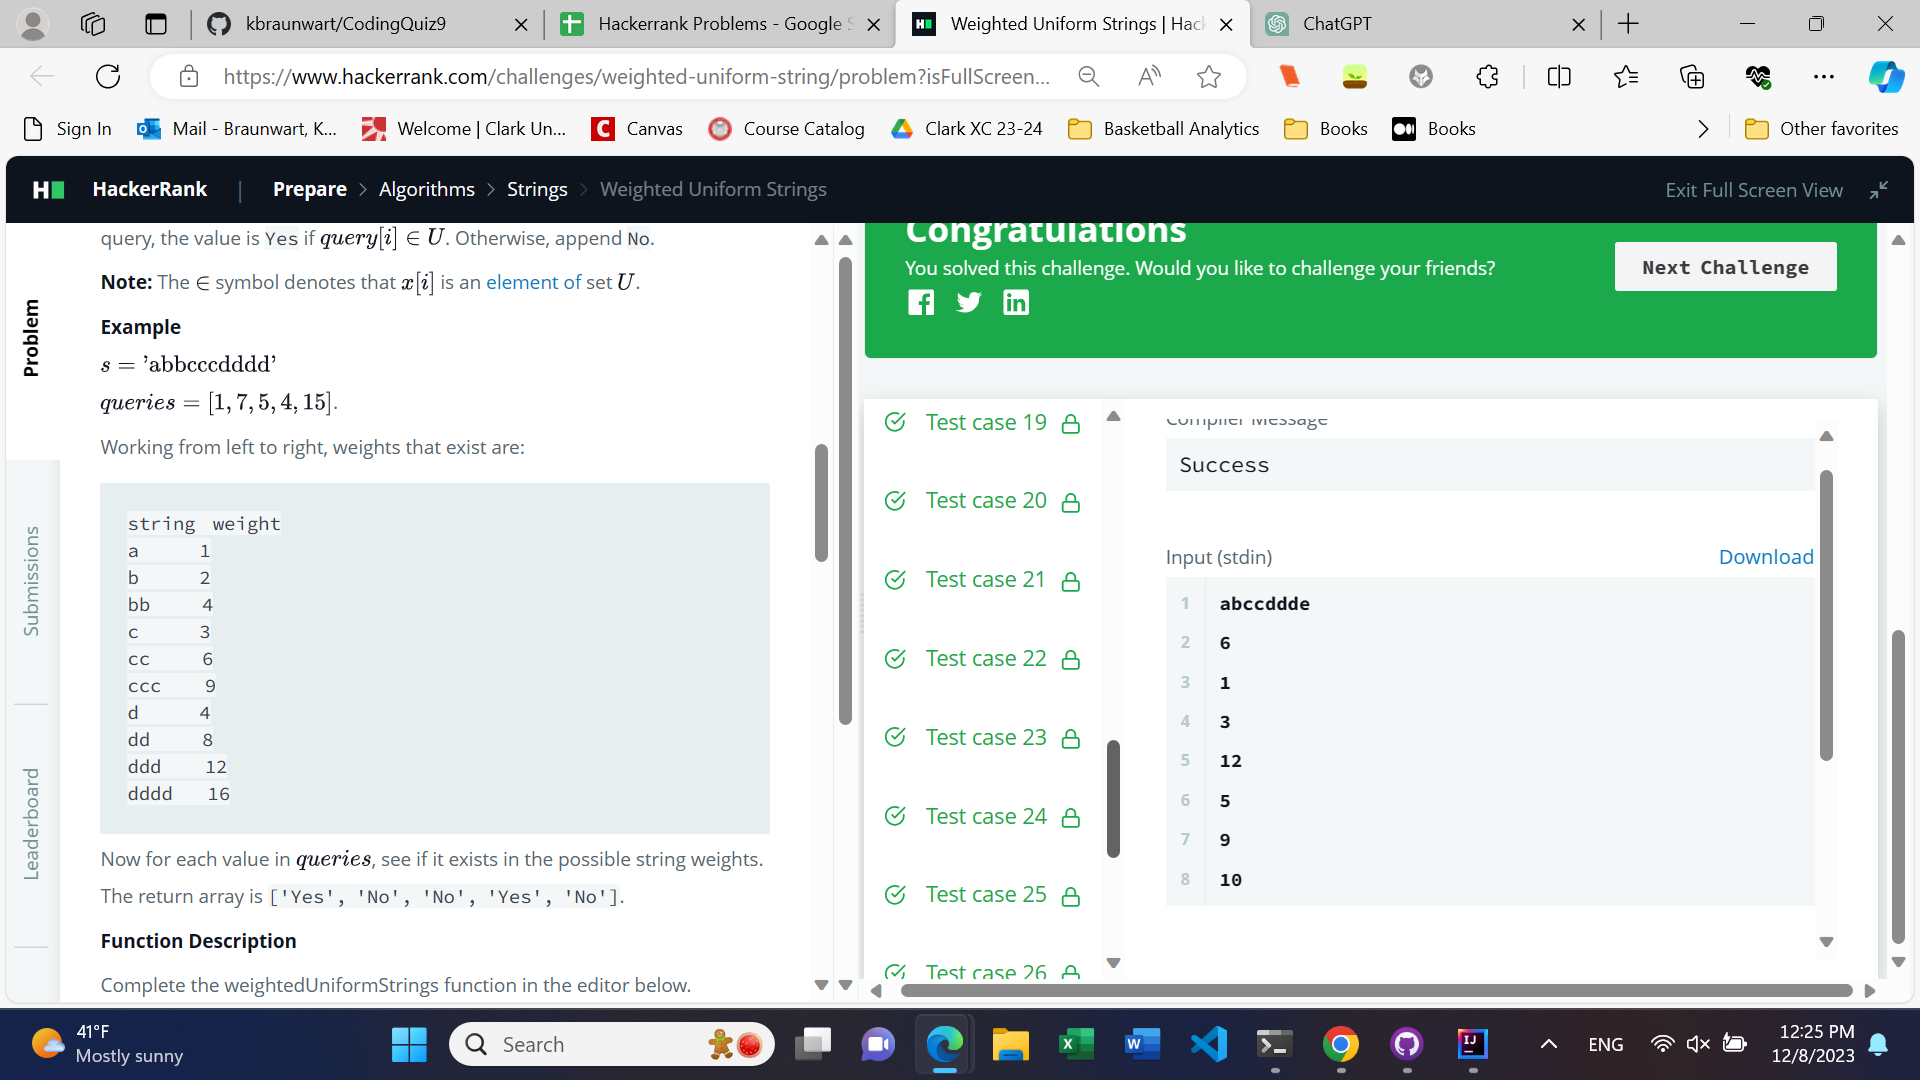 kbraunwart/CodingQuiz9
Hackerrank Problems - Google S
Weighted Uniform Strings | Hack
ChatGPT
https://www.hackerrank.com/challenges/weighted-uniform-string/problem?isFullScreen...
Sign In
Mail - Braunwart, K...
Welcome | Clark Un...
Canvas
Course Catalog
Clark XC 23-24
Basketball Analytics
Books
Books
Other favorites
HackerRank | Prepare > Algorithms > Strings > Weighted Uniform Strings
Exit Full Screen View
Problem
Submissions
Leaderboard
query, the value is Yes if query[i] ∈ U. Otherwise, append No.
Note: The ∈ symbol denotes that x[i] is an element of set U.
Example
s = 'abbcccdddd'
queries = [1, 7, 5, 4, 15].
Working from left to right, weights that exist are:
string weight
a 1
b 2
bb 4
c 3
cc 6
ccc 9
d 4
dd 8
ddd 12
dddd 16
Now for each value in queries, see if it exists in the possible string weights.
The return array is ['Yes', 'No', 'No', 'Yes', 'No'].
Function Description
Complete the weightedUniformStrings function in the editor below.
Congratulations
You solved this challenge. Would you like to challenge your friends?
Next Challenge
Test case 19
Test case 20
Test case 21
Test case 22
Test case 23
Test case 24
Test case 25
Test case 26
Compiler Message
Success
Input (stdin)
Download
1 abccddde
2 6
3 1
4 3
5 12
6 5
7 9
8 10
41°F
Mostly sunny
Search
ENG
12:25 PM
12/8/2023